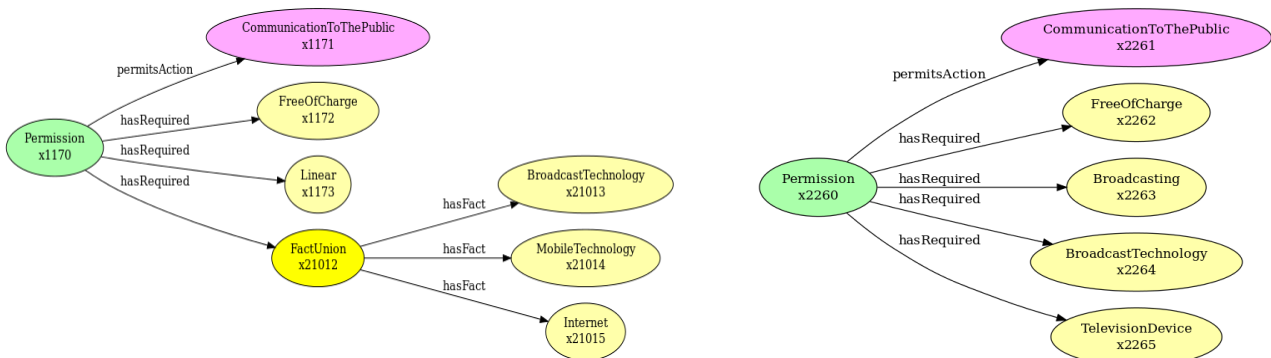 CommunicationToThePublic
x1171
permitsAction
FreeOfCharge
x1172
hasRequired
Permission
x1170
hasRequired
Linear
x1173
hasRequired
BroadcastTechnology
x21013
hasFact
FactUnion
x21012
hasFact
MobileTechnology
x21014
hasFact
Internet
x21015
CommunicationToThePublic
x2261
permitsAction
FreeOfCharge
x2262
hasRequired
Permission
x2260
hasRequired
Broadcasting
x2263
hasRequired
BroadcastTechnology
x2264
hasRequired
TelevisionDevice
x2265